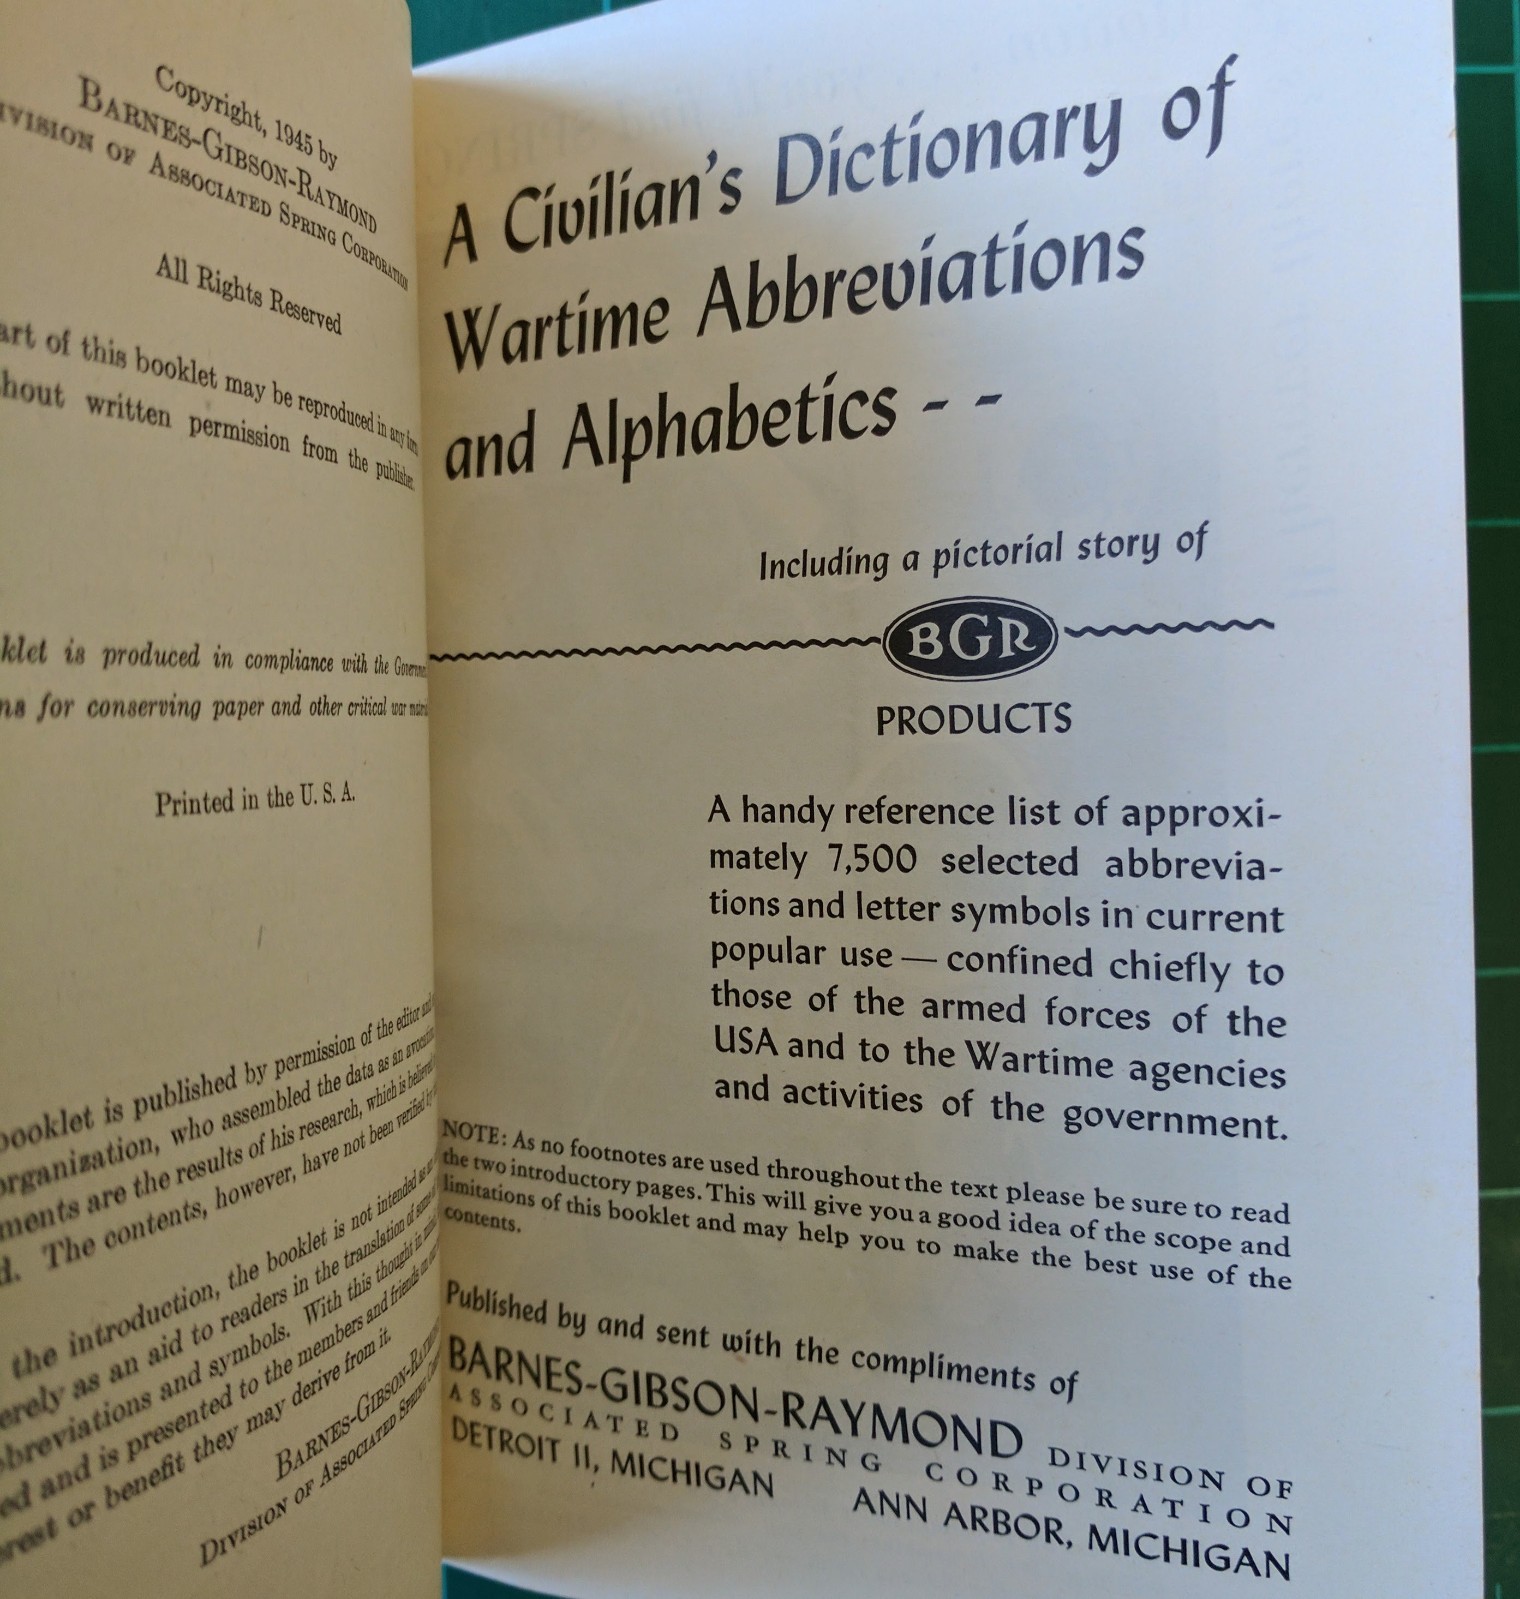 Copyright, 1945 by
BARNES-GIBSON-RAYMOND
DIVISION OF ASSOCIATED SPRING CORPORATION
All Rights Reserved
of this booklet may be reproduced in any form
written permission from the publisher.
is produced in compliance with the
for conserving paper and other critical war
Printed in the U. S. A.
booklet is published by permission of the editor and
organization, who assembled the data as an avocation
are the results of his research, which is believed
The contents, however, have not been verified by
the introduction, the booklet is not intended as
as an aid to readers in the translation of some of
and symbols. With this thought in mind
and is presented to the members and friends
or benefit they may derive from it.
BARNES-GIBSON-RAYMOND
DIVISION OF ASSOCIATED SPRING
A Civilian's Dictionary of
Wartime Abbreviations
and Alphabetics - -
Including a pictorial story of
BGR
PRODUCTS
A handy reference list of approxi-
mately 7,500 selected abbrevia-
tions and letter symbols in current
popular use — confined chiefly to
those of the armed forces of the
USA and to the Wartime agencies
and activities of the government.
NOTE: As no footnotes are used throughout the text please be sure to read
the two introductory pages. This will give you a good idea of the scope and
limitations of this booklet and may help you to make the best use of the
contents.
Published by and sent with the compliments of
BARNES-GIBSON-RAYMOND DIVISION OF
ASSOCIATED SPRING CORPORATION
DETROIT 11, MICHIGAN ANN ARBOR, MICHIGAN